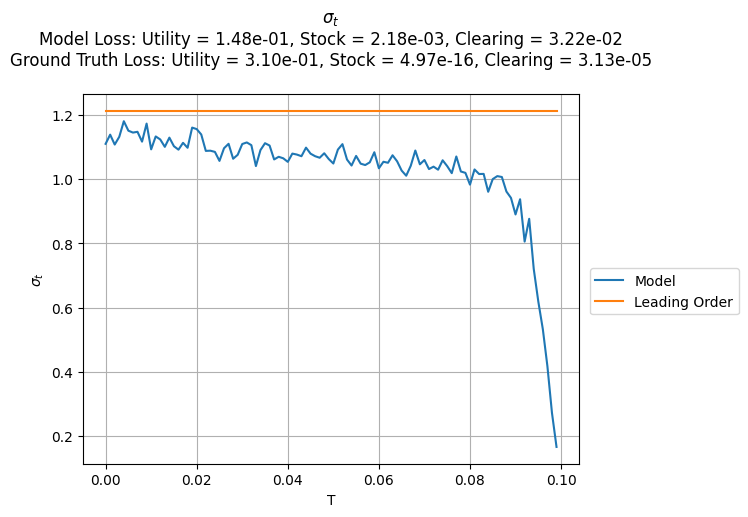 σₜ
Model Loss: Utility = 1.48e-01, Stock = 2.18e-03, Clearing = 3.22e-02
Ground Truth Loss: Utility = 3.10e-01, Stock = 4.97e-16, Clearing = 3.13e-05
1.2
1.0
0.8
0.6
0.4
0.2
σₜ
0.00
0.02
0.04
0.06
0.08
0.10
T
Model
Leading Order